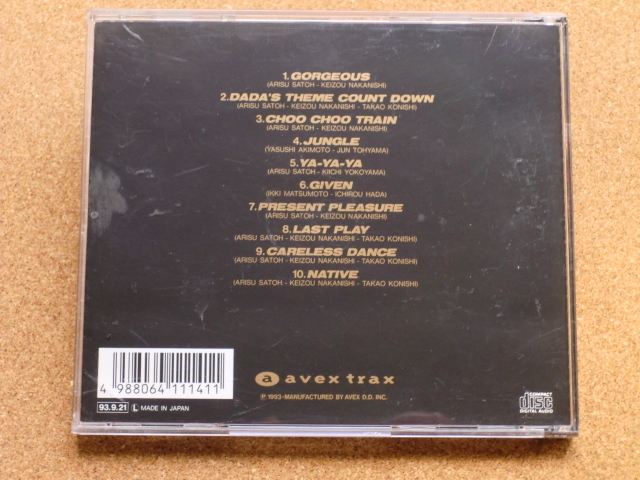 1.GORGEOUS
(ARISU SATOH - KEIZOU NAKANISHI)
2.DADA'S THEME COUNT DOWN
(ARISU SATOH - KEIZOU NAKANISHI - TAKAO KONISHI)
3.CHOO CHOO TRAIN
(ARISU SATOH - KEIZOU NAKANISHI)
4.JUNGLE
(YASUSHI AKIMOTO - JUN TOHYAMA)
5.YA-YA-YA
(ARISU SATOH - KIICHI YOKOYAMA)
6.GIVEN
(IKKI MATSUMOTO - ICHIROU HADA)
7.PRESENT PLEASURE
(ARISU SATOH - KEIZOU NAKANISHI)
8.LAST PLAY
(ARISU SATOH - KEIZOU NAKANISHI - TAKAO KONISHI)
9.CARELESS DANCE
(ARISU SATOH - KEIZOU NAKANISHI - TAKAO KONISHI)
10.NATIVE
(ARISU SATOH - KEIZOU NAKANISHI - TAKAO KONISHI)
a avex trax
℗ 1993·MANUFACTURED BY AVEX D.D. INC.
4 988064 111411
93.9.21 L MADE IN JAPAN
COMPACT
disc
DIGITAL AUDIO